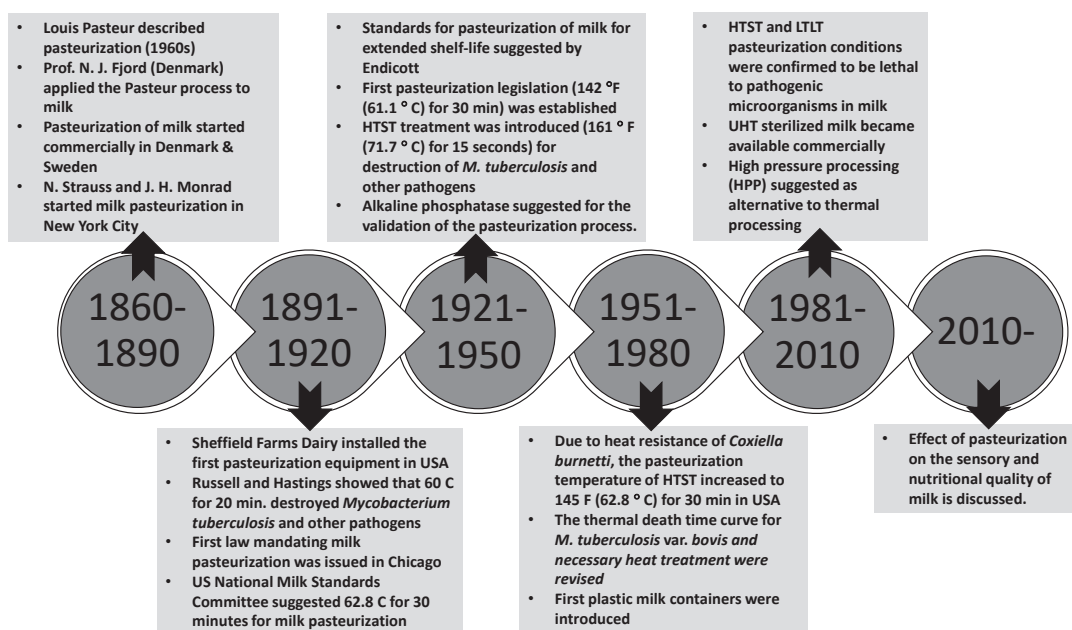 • Louis Pasteur described
pasteurization (1960s)
• Prof. N. J. Fjord (Denmark)
applied the Pasteur process to
milk
• Pasteurization of milk started
commercially in Denmark &
Sweden
• N. Strauss and J. H. Monrad
started milk pasteurization in
New York City
• Standards for pasteurization of milk for
extended shelf-life suggested by
Endicott
• First pasteurization legislation (142 °F
(61.1 ° C) for 30 min) was established
• HTST treatment was introduced (161 ° F
(71.7 ° C) for 15 seconds) for
destruction of M. tuberculosis and
other pathogens
• Alkaline phosphatase suggested for the
validation of the pasteurization process.
• HTST and LTLT
pasteurization conditions
were confirmed to be lethal
to pathogenic
microorganisms in milk
• UHT sterilized milk became
available commercially
• High pressure processing
(HPP) suggested as
alternative to thermal
processing
1860-
1890
1891-
1920
1921-
1950
1951-
1980
1981-
2010
2010-
• Sheffield Farms Dairy installed the
first pasteurization equipment in USA
• Russell and Hastings showed that 60 C
for 20 min. destroyed Mycobacterium
tuberculosis and other pathogens
• First law mandating milk
pasteurization was issued in Chicago
• US National Milk Standards
Committee suggested 62.8 C for 30
minutes for milk pasteurization
• Due to heat resistance of Coxiella
burnetti, the pasteurization
temperature of HTST increased to
145 F (62.8 ° C) for 30 min in USA
• The thermal death time curve for
M. tuberculosis var. bovis and
necessary heat treatment were
revised
• First plastic milk containers were
introduced
• Effect of pasteurization
on the sensory and
nutritional quality of
milk is discussed.